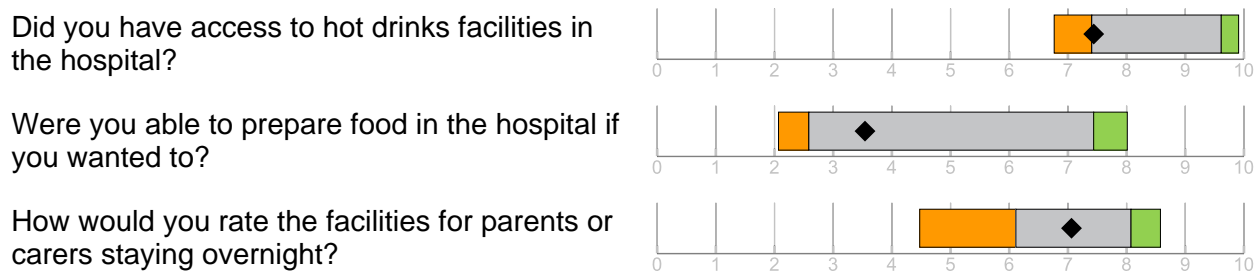 Did you have access to hot drinks facilities in
the hospital?
0 1 2 3 4 5 6 7 8 9 10
Were you able to prepare food in the hospital if
you wanted to?
0 1 2 3 4 5 6 7 8 9 10
How would you rate the facilities for parents or
carers staying overnight?
0 1 2 3 4 5 6 7 8 9 10